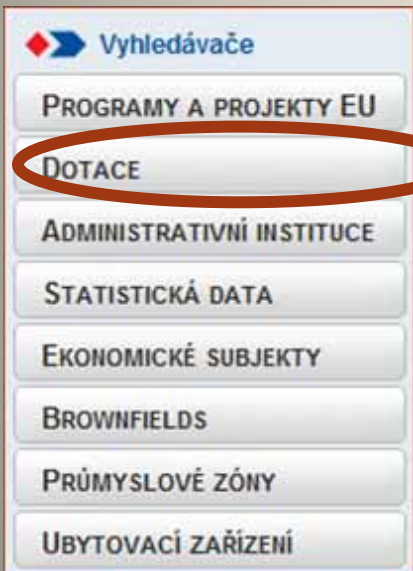 Vyhledávače
PROGRAMY A PROJEKTY EU
DOTACE
ADMINISTRATIVNÍ INSTITUCE
STATISTICKÁ DATA
EKONOMICKÉ SUBJEKTY
BROWNFIELDS
PRŮMYSLOVÉ ZÓNY
UBYTOVACÍ ZAŘÍZENÍ